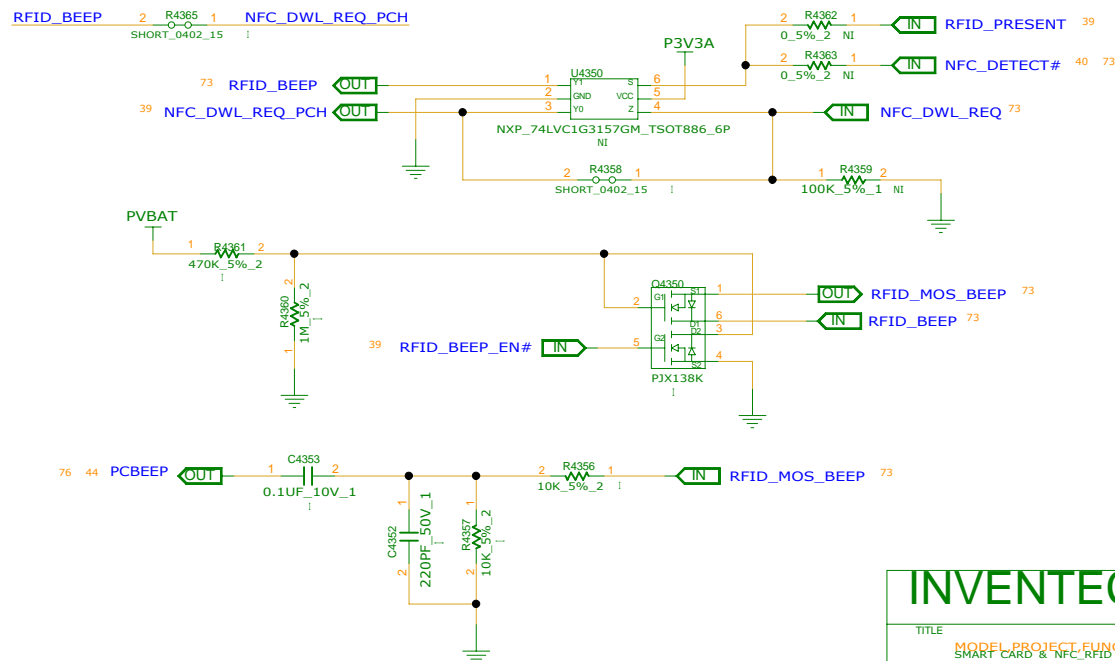 RFID_BEEP 2 R4365 1 NFC_DWL_REQ_PCH
SHORT_0402_15 I
2 R4362 1 IN RFID_PRESENT 39
0_5%_2 NI
P3V3A
2 R4363 1 IN NFC_DETECT# 40 73
0_5%_2 NI
U4350
73 RFID_BEEP OUT 1 Y1 S 6
2 GND VCC 5
39 NFC_DWL_REQ_PCH OUT 3 Y0 Z 4 IN NFC_DWL_REQ 73
NXP_74LVC1G3157GM_TSOT886_6P
NI
2 R4358 1
SHORT_0402_15 I
1 R4359 2
100K_5%_1 NI
PVBAT
1 R4361 2
470K_5%_2
I
2 R4360 1
1M_5%_2
I
Q4350
2 G1 S1 1 OUT RFID_MOS_BEEP 73
D1 6 IN RFID_BEEP 73
D2 3
39 RFID_BEEP_EN# IN 5 G2
S2 4
PJX138K
I
76 44 PCBEEP OUT 1 C4353 2
0.1UF_10V_1
I
2 R4356 1 IN RFID_MOS_BEEP 73
10K_5%_2 I
1 C4352 2
220PF_50V_1
I
1 R4357 2
10K_5%_2
I
INVENTEC
TITLE
MODEL,PROJECT,FUNC
SMART CARD & NFC_RFID